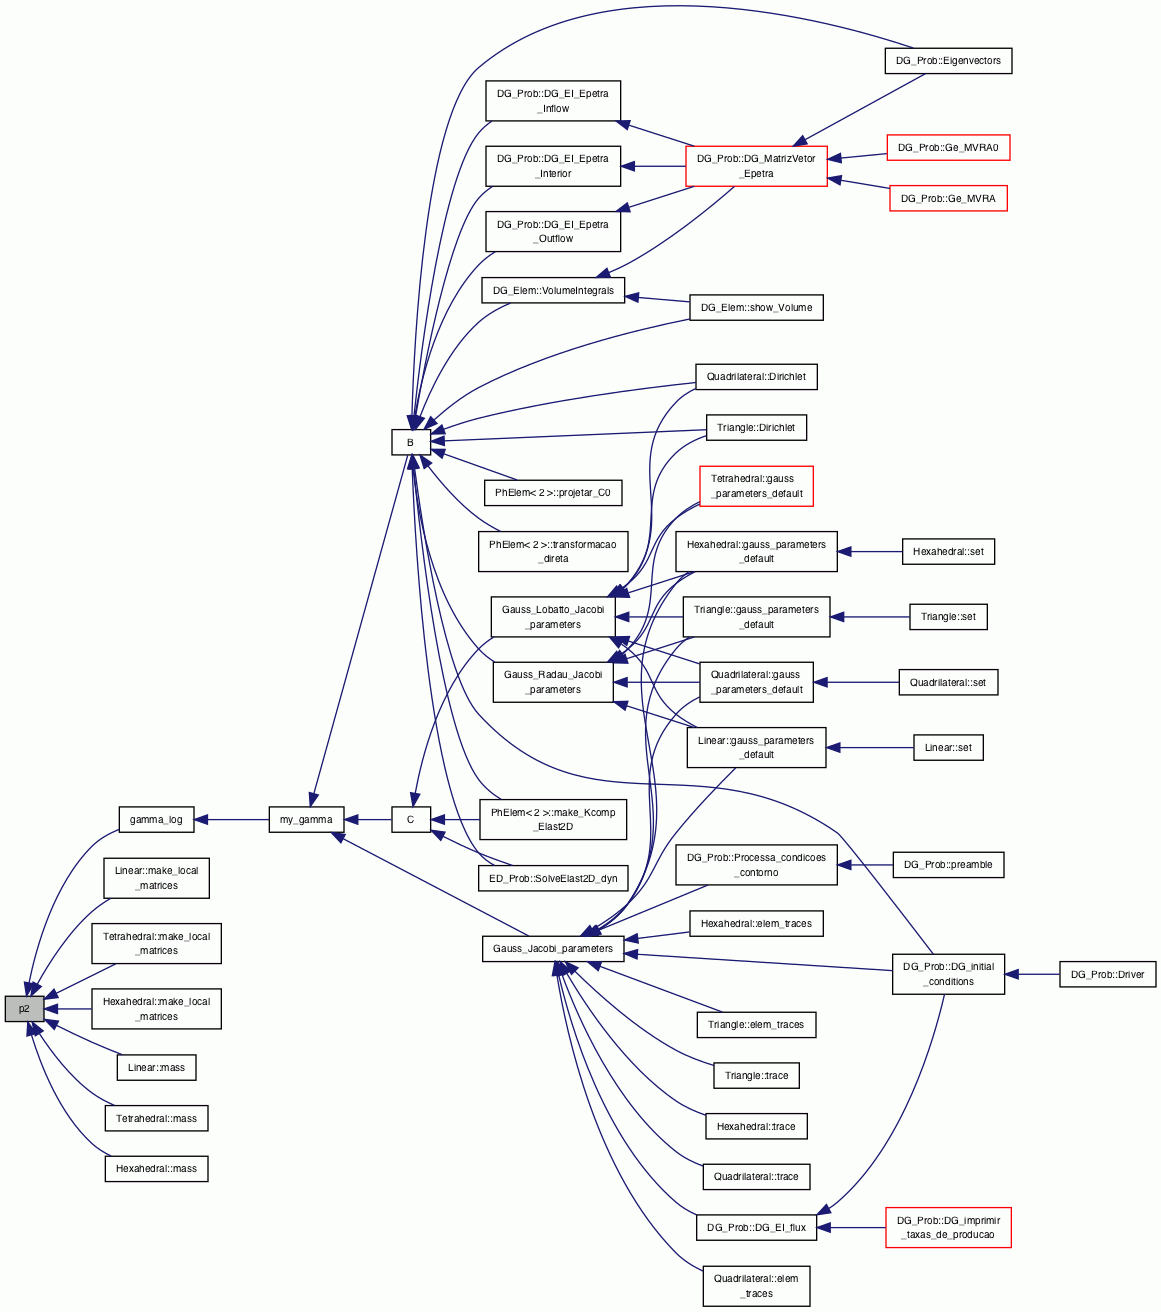 DG_Prob::Eigenvectors
DG_Prob::DG_EI_Epetra
_Inflow
DG_Prob::Ge_MVRA0
DG_Prob::DG_EI_Epetra
_Interior
DG_Prob::DG_MatrizVetor
_Epetra
DG_Prob::Ge_MVRA
DG_Prob::DG_EI_Epetra
_Outflow
DG_Elem::VolumeIntegrals
DG_Elem::show_Volume
Quadrilateral::Dirichlet
Triangle::Dirichlet
B
Tetrahedral::gauss
_parameters_default
PhElem< 2 >::projetar_C0
PhElem< 2 >::transformacao
_direta
Hexahedral::gauss_parameters
_default
Hexahedral::set
Gauss_Lobatto_Jacobi
_parameters
Triangle::gauss_parameters
_default
Triangle::set
Gauss_Radau_Jacobi
_parameters
Quadrilateral::gauss
_parameters_default
Quadrilateral::set
Linear::gauss_parameters
_default
Linear::set
gamma_log
my_gamma
C
PhElem< 2 >::make_Kcomp
_Elast2D
Linear::make_local
_matrices
ED_Prob::SolveElast2D_dyn
DG_Prob::Processa_condicoes
_contorno
DG_Prob::preamble
Tetrahedral::make_local
_matrices
Gauss_Jacobi_parameters
Hexahedral::elem_traces
DG_Prob::DG_initial
_conditions
DG_Prob::Driver
p2
Hexahedral::make_local
_matrices
Triangle::elem_traces
Linear::mass
Triangle::trace
Tetrahedral::mass
Hexahedral::trace
Hexahedral::mass
Quadrilateral::trace
DG_Prob::DG_EI_flux
DG_Prob::DG_imprimir
_taxas_de_producao
Quadrilateral::elem
_traces